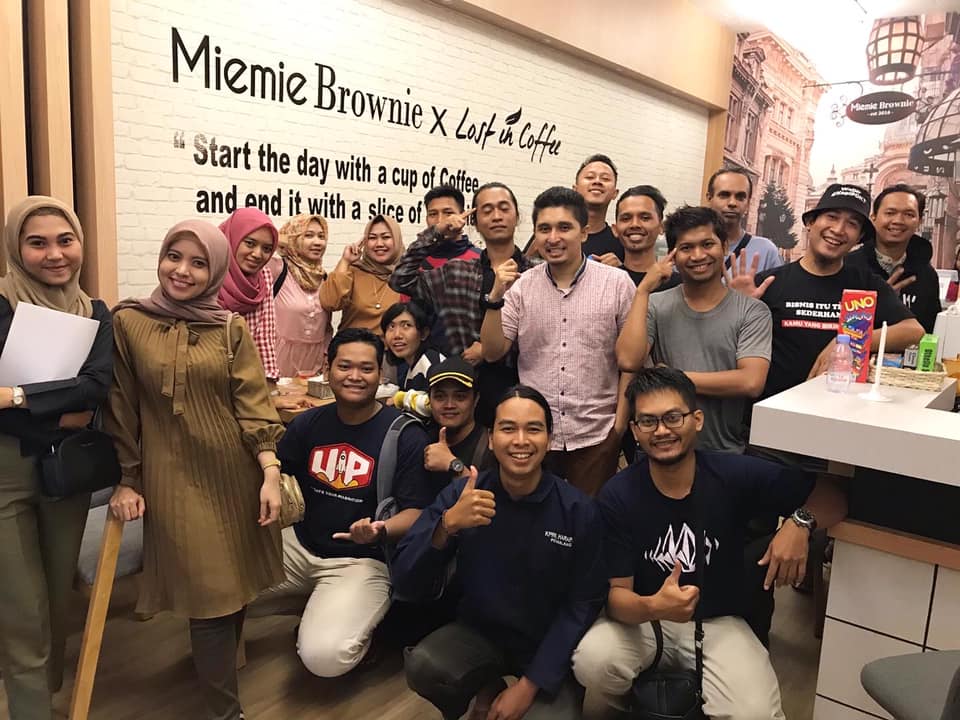 Miemie Brownie x Lost in Coffee
" Start the day with a cup of Coffee
and end it with a slice of
Miemie Brownie
BISNIS ITU
SEDERHANA
KAMU YANG
UNO
UP